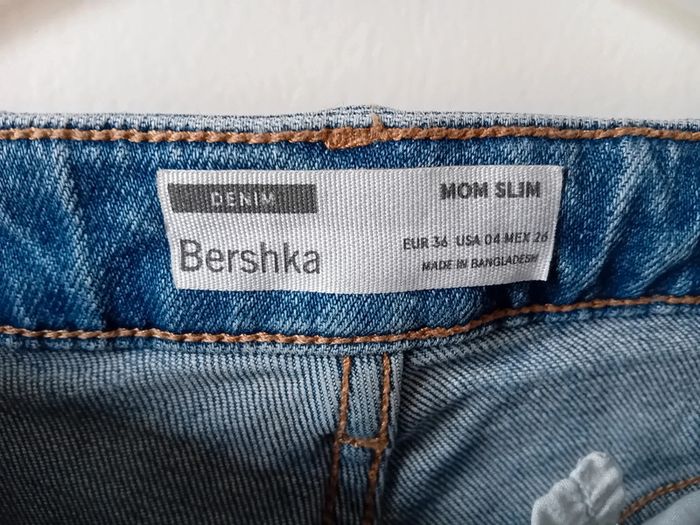 DENIM
MOM SLIM
Bershka
EUR 36 USA 04 MEX 26
MADE IN BANGLADESH